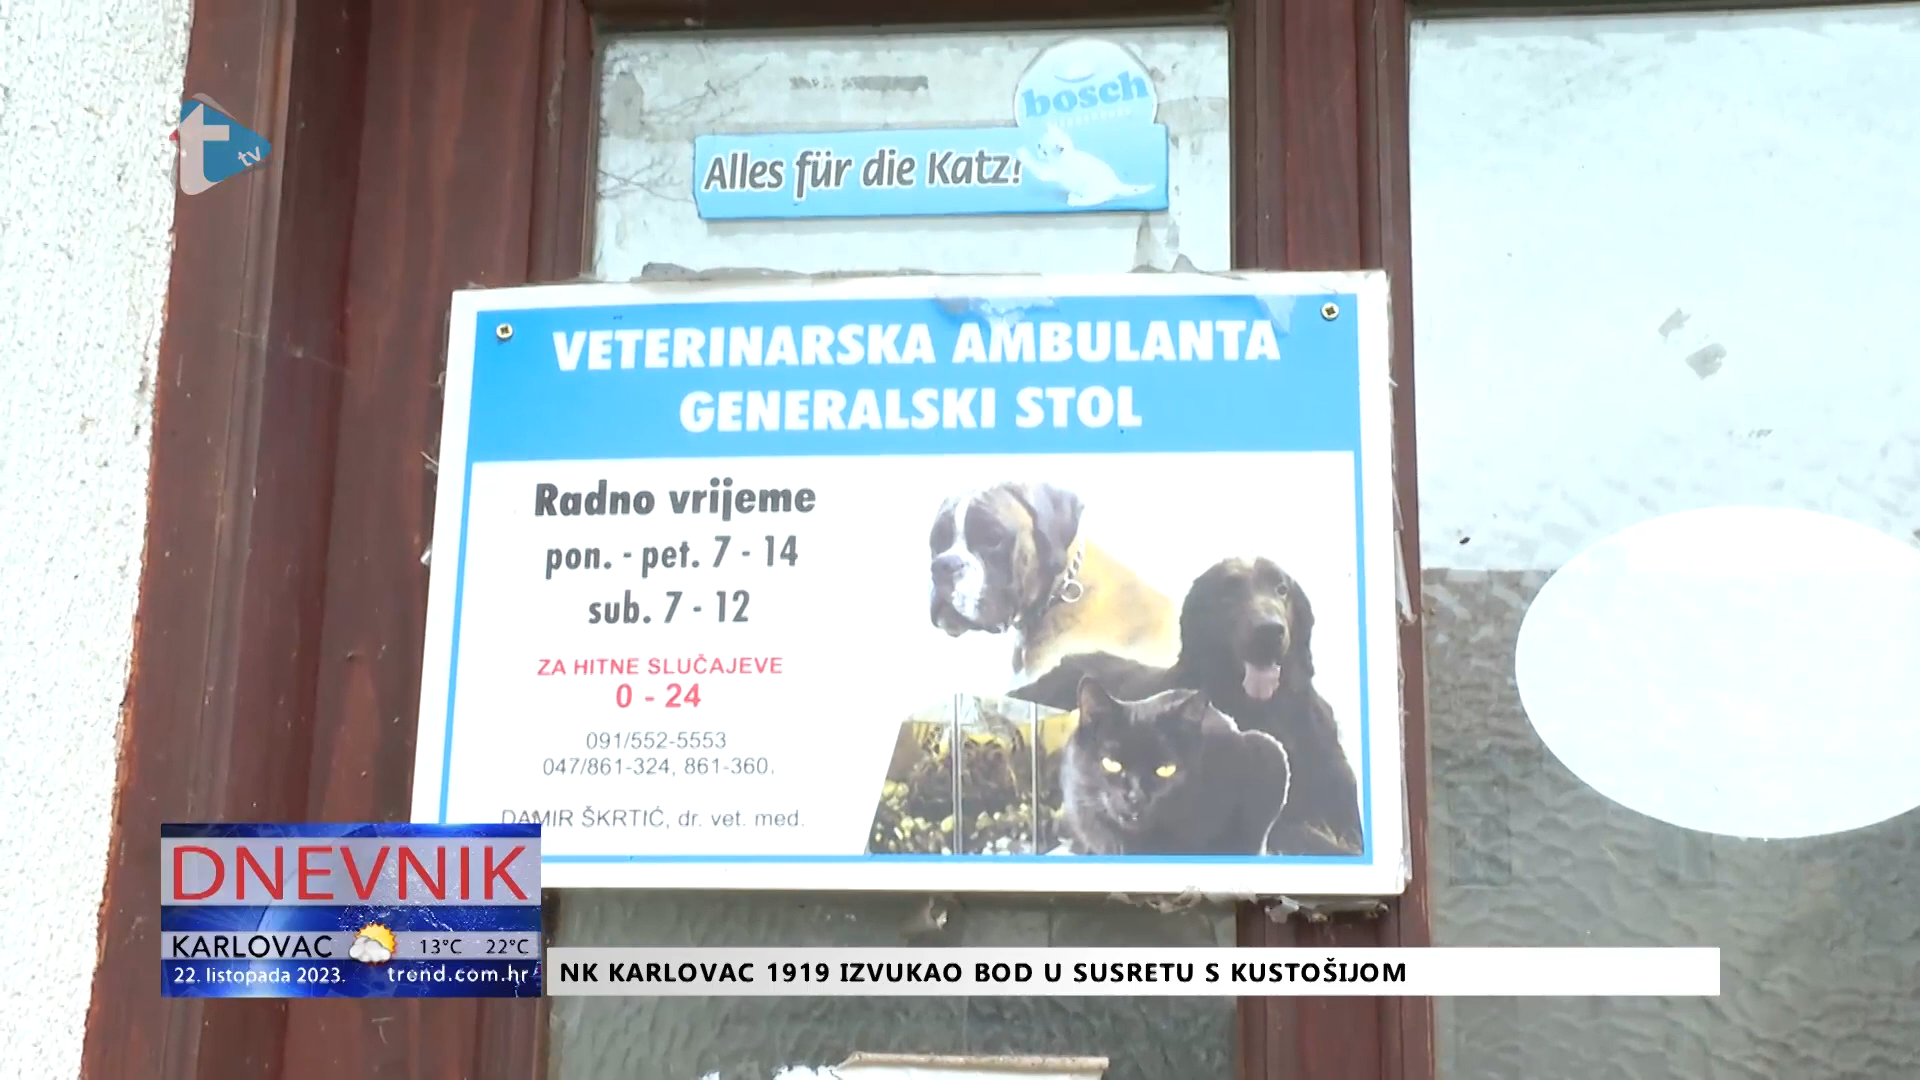 t tv
bosch
Alles für die Katz!
VETERINARSKA AMBULANTA
GENERALSKI STOL
Radno vrijeme
pon. - pet. 7 - 14
sub. 7 - 12
ZA HITNE SLUČAJEVE
0 - 24
091/552-5553
047/861-324, 861-360,
DAMIR ŠKRTIĆ, dr. vet. med.
DNEVNIK
KARLOVAC 13°C 22°C
22. listopada 2023. trend.com.hr
NK KARLOVAC 1919 IZVUKAO BOD U SUSRETU S KUSTOŠIJOM